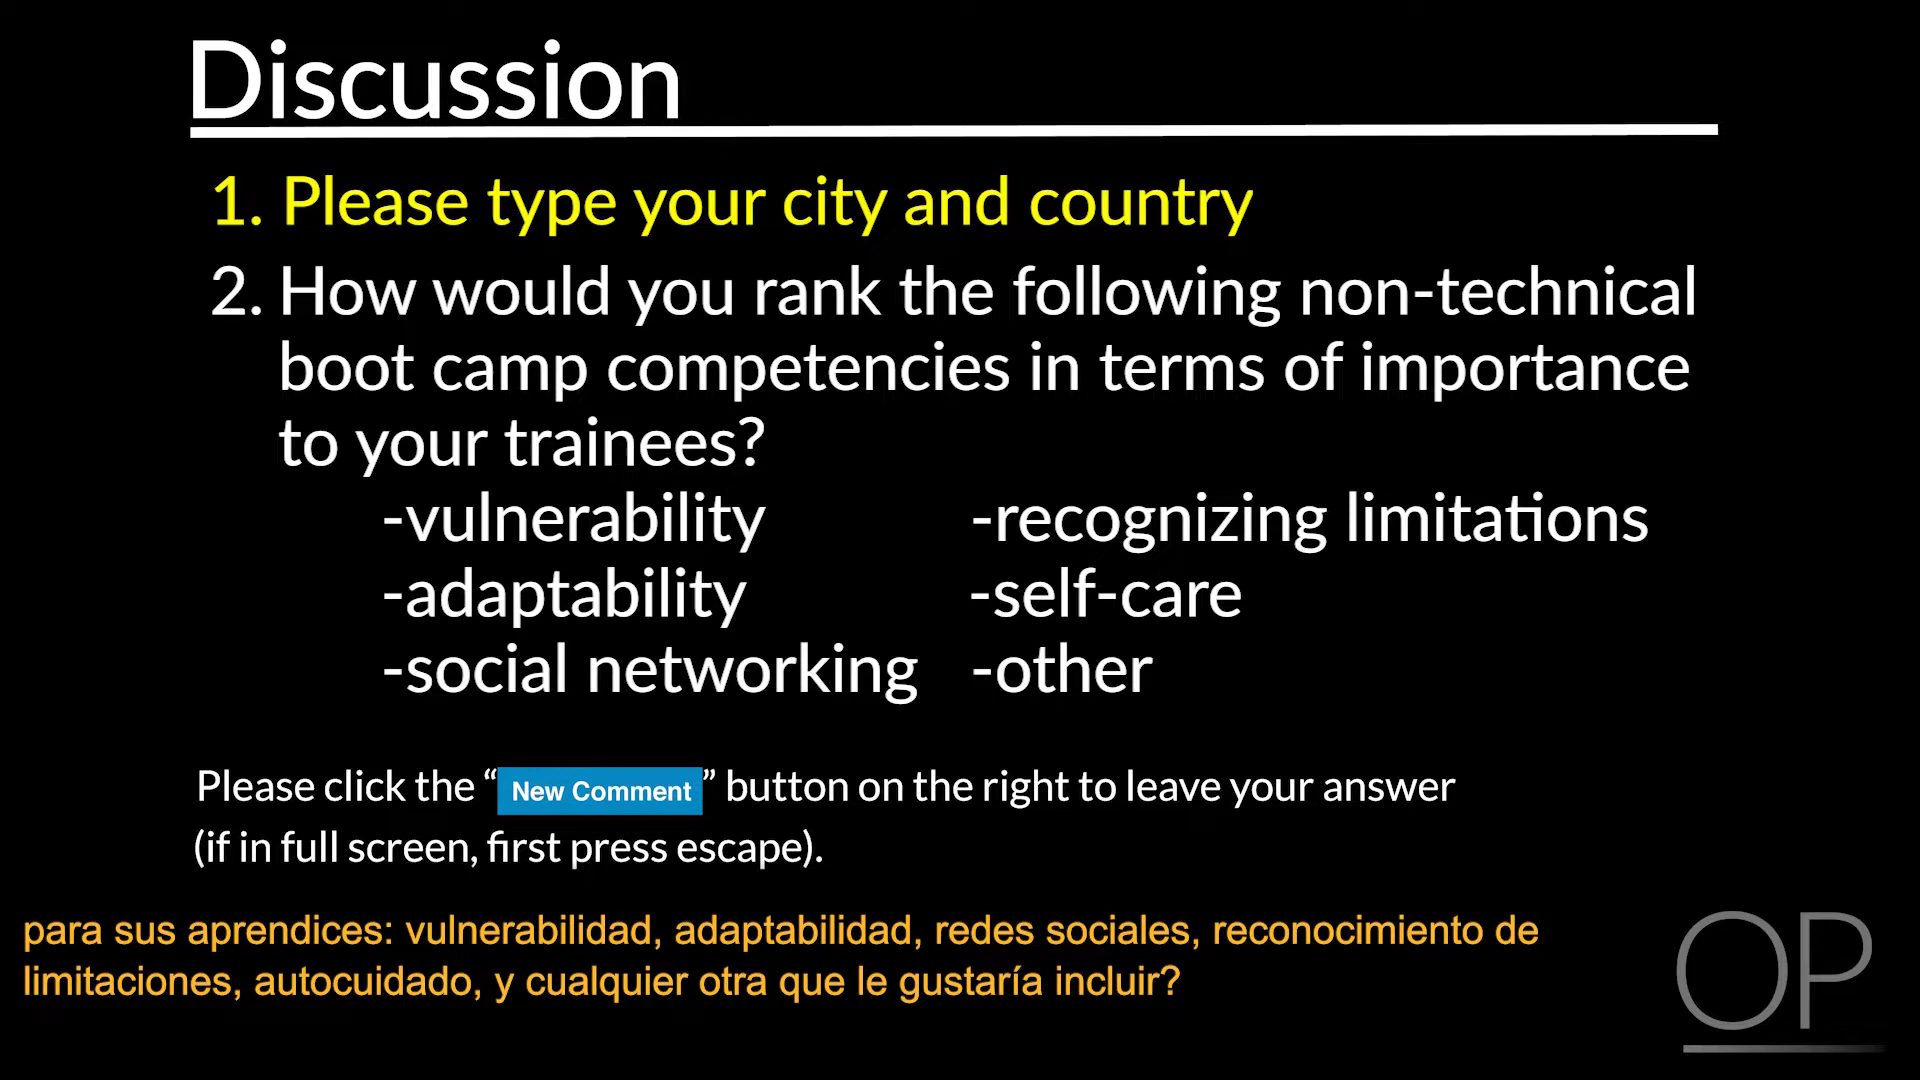 Discussion
1. Please type your city and country
2. How would you rank the following non-technical
boot camp competencies in terms of importance
to your trainees?
-vulnerability -recognizing limitations
-adaptability -self-care
-social networking -other
Please click the “New Comment” button on the right to leave your answer
(if in full screen, first press escape).
para sus aprendices: vulnerabilidad, adaptabilidad, redes sociales, reconocimiento de
limitaciones, autocuidado, y cualquier otra que le gustaría incluir?
OP